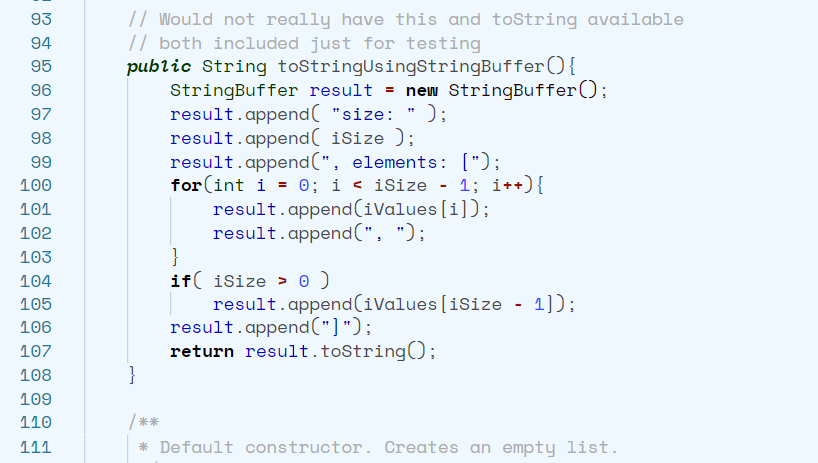 93 // Would not really have this and toString available
94 // both included just for testing
95 public String toStringUsingStringBuffer(){
96 StringBuffer result = new StringBuffer();
97 result.append( "size: " );
98 result.append( iSize );
99 result.append(", elements: [");
100 for(int i = 0; i < iSize - 1; i++){
101 result.append(iValues[i]);
102 result.append(", ");
103 }
104 if( iSize > 0 )
105 result.append(iValues[iSize - 1]);
106 result.append("]");
107 return result.toString();
108 }
109
110 /**
111 * Default constructor. Creates an empty list.